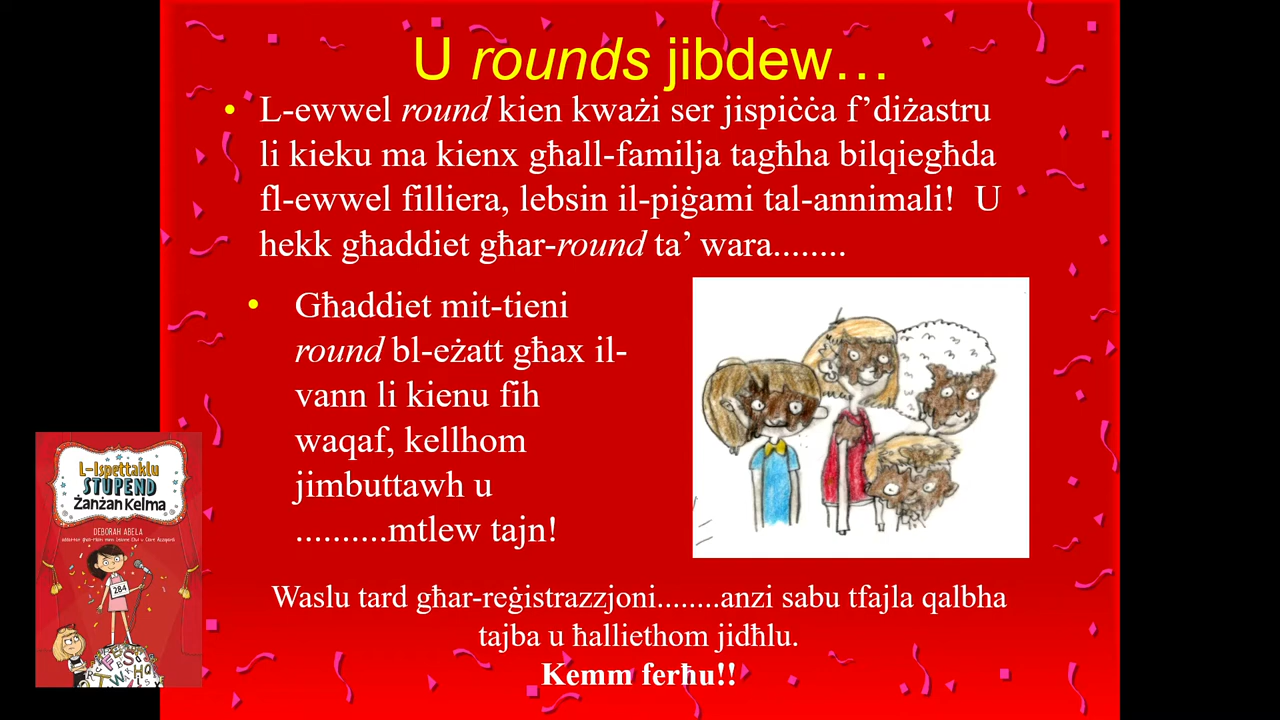 U rounds jibdew…
• L-ewwel round kien kważi ser jispiċċa f’diżastru
li kieku ma kienx għall-familja tagħha bilqiegħda
fl-ewwel filliera, lebsin il-piġami tal-annimali!  U
hekk għaddiet għar-round ta’ wara........
• Għaddiet mit-tieni
round bl-eżatt għax il-
vann li kienu fih
waqaf, kellhom
jimbuttawh u
..........mtlew tajn!
Waslu tard għar-reġistrazzjoni........anzi sabu tfajla qalbha
tajba u ħalliethom jidħlu.
Kemm ferħu!!
L-Ispettaklu
STUPEND
Żanżan Kelma
DEBORAH ABELA
284